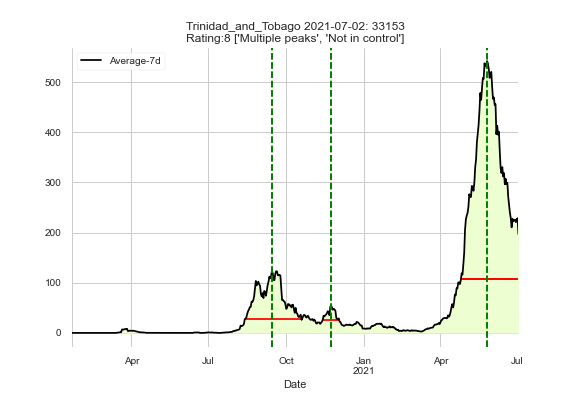 Trinidad_and_Tobago 2021-07-02: 33153
Rating:8 ['Multiple peaks', 'Not in control']
Average-7d
500
400
300
200
100
0
Apr
Jul
Oct
Jan
2021
Apr
Jul
Date